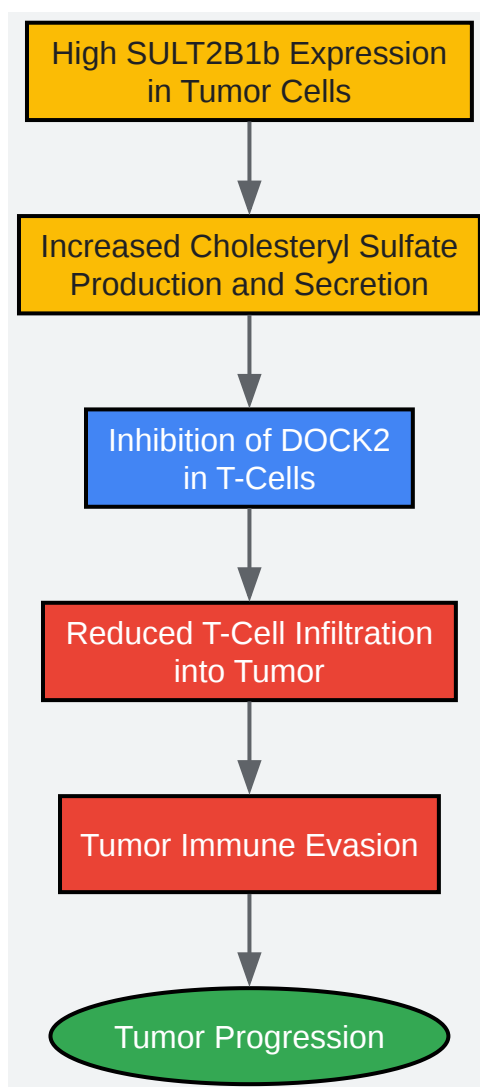 High SULT2B1b Expression
in Tumor Cells
Increased Cholesteryl Sulfate
Production and Secretion
Inhibition of DOCK2
in T-Cells
Reduced T-Cell Infiltration
into Tumor
Tumor Immune Evasion
Tumor Progression